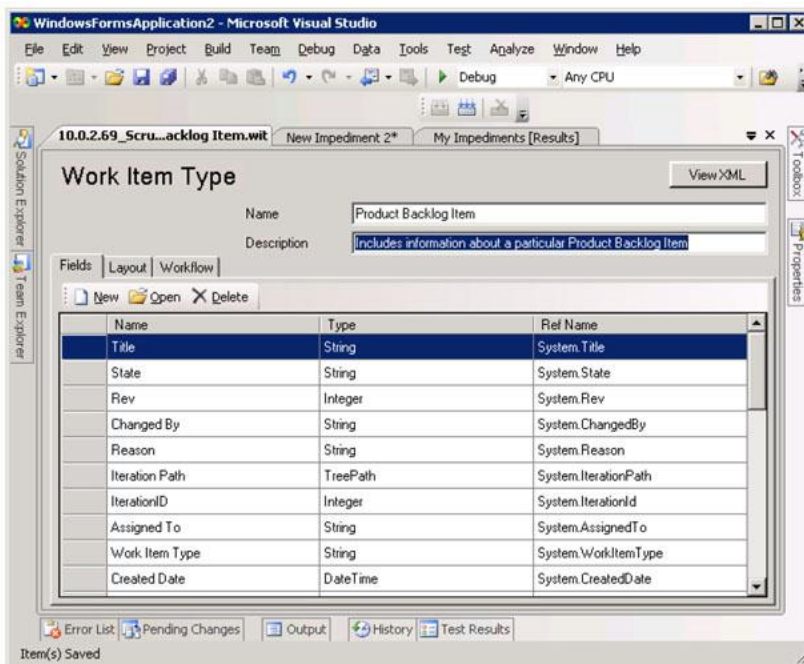 WindowsFormsApplication2 - Microsoft Visual Studio
File Edit View Project Build Team Debug Data Tools Test Analyze Window Help
Debug Any CPU
10.0.2.69_Scru...acklog Item.wit New Impediment 2* My Impediments [Results]
Solution Explorer
Team Explorer
Toolbox
Properties
Work Item Type View XML
Name Product Backlog Item
Description Includes information about a particular Product Backlog Item
Fields Layout Workflow
New Open Delete
Name Type Ref Name
Title String System.Title
State String System.State
Rev Integer System.Rev
Changed By String System.ChangedBy
Reason String System.Reason
Iteration Path TreePath System.IterationPath
IterationID Integer System.IterationId
Assigned To String System.AssignedTo
Work Item Type String System.WorkItemType
Created Date DateTime System.CreatedDate
Error List Pending Changes Output History Test Results
Item(s) Saved